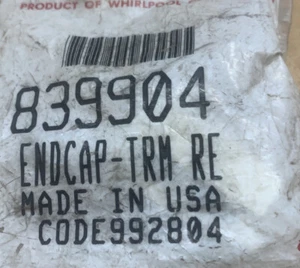 PRODUCT OF WHIRLPOOL
839904
ENDCAP-TRM RE
MADE IN USA
CODE992804